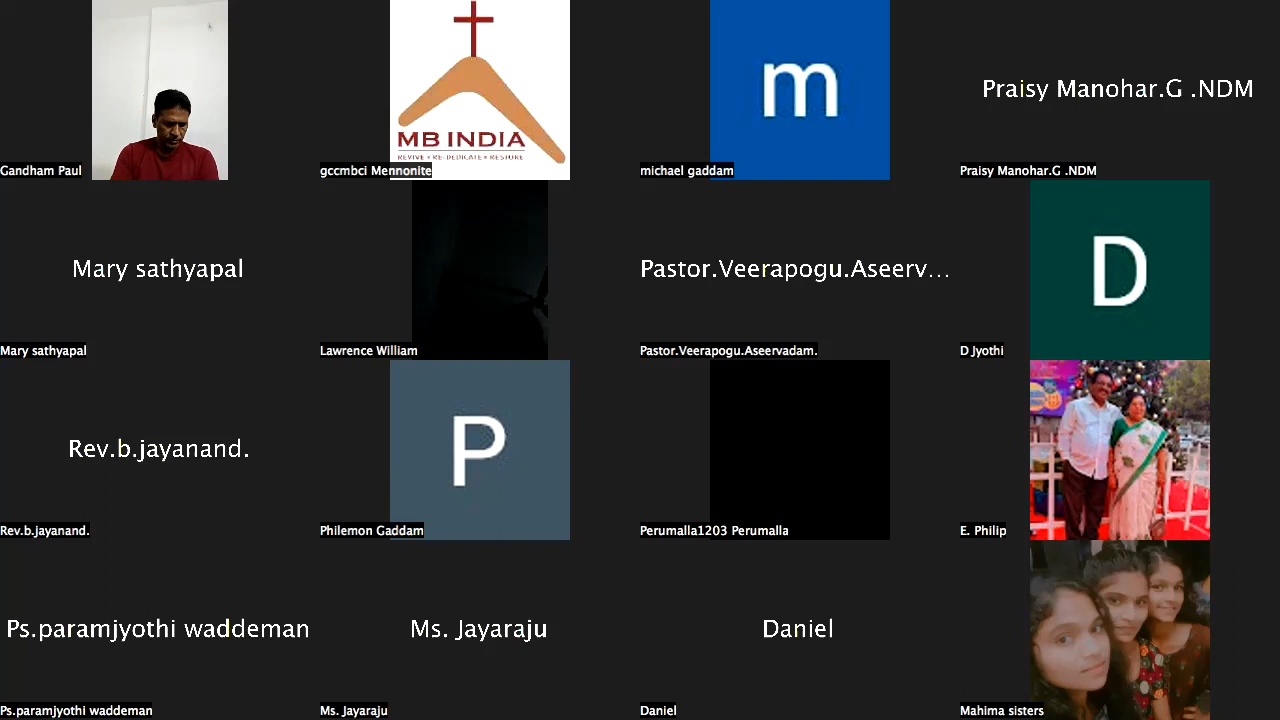 Gandham Paul
MB INDIA
REVIVE • RE-DEDICATE • RESTORE
gccmbci Mennonite
m
michael gaddam
Praisy Manohar.G .NDM
Praisy Manohar.G .NDM
Mary sathyapal
Mary sathyapal
Lawrence William
Pastor.Veerapogu.Aseerv...
Pastor.Veerapogu.Aseervadam.
D
D Jyothi
Rev.b.jayanand.
Rev.b.jayanand.
P
Philemon Gaddam
Perumalla1203 Perumalla
E. Philip
Ps.paramjyothi waddeman
Ps.paramjyothi waddeman
Ms. Jayaraju
Ms. Jayaraju
Daniel
Daniel
Mahima sisters